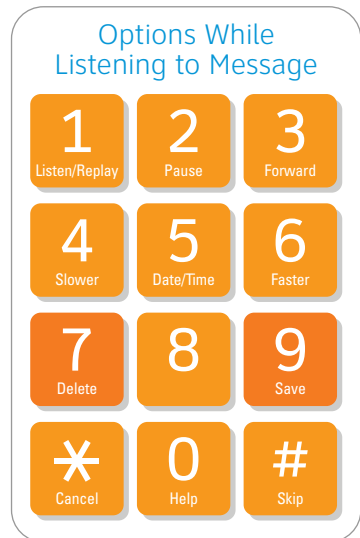 Options While
Listening to Message
1 2 3
Listen/Replay Pause Forward
4 5 6
Slower Date/Time Faster
7 8 9
Delete Save
* 0 #
Cancel Help Skip